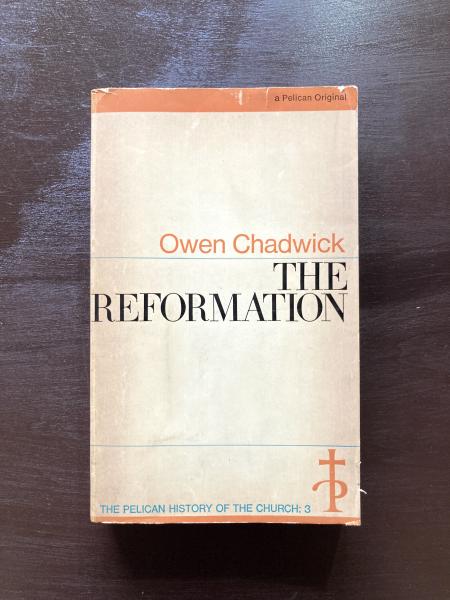 a Pelican Original
Owen Chadwick
THE
REFORMATION
THE PELICAN HISTORY OF THE CHURCH: 3